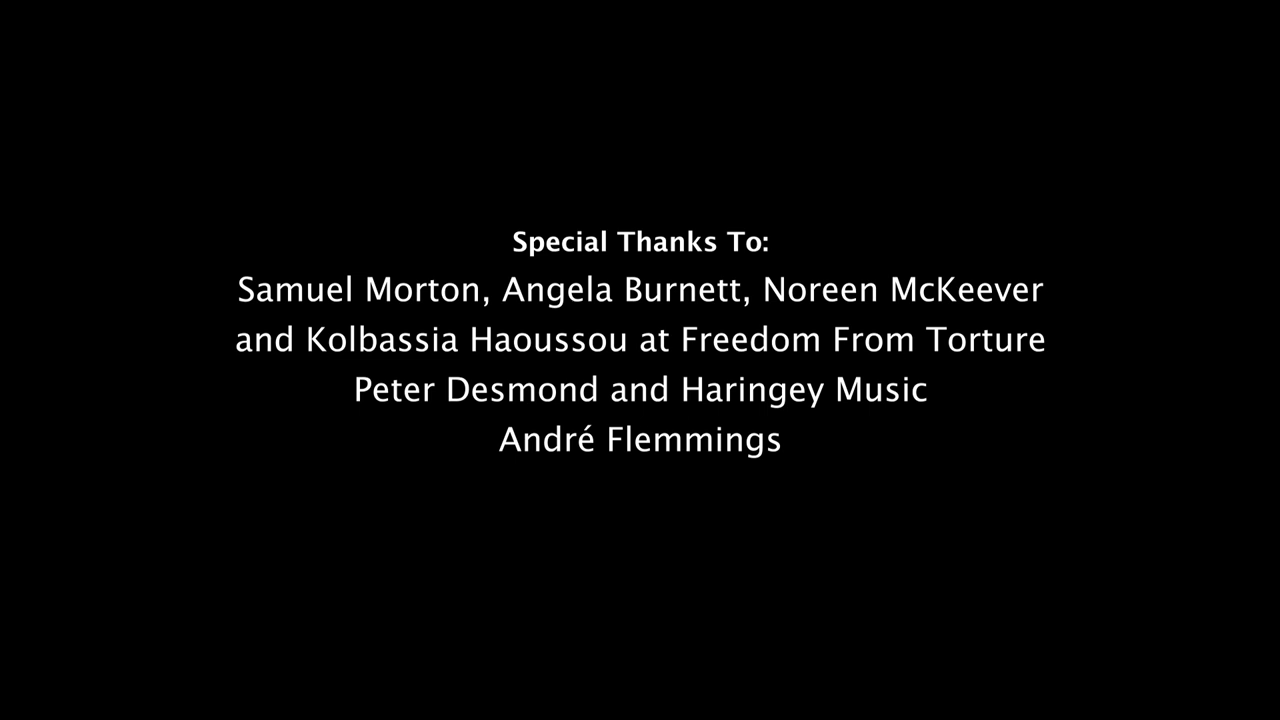 Special Thanks To:
Samuel Morton, Angela Burnett, Noreen McKeever
and Kolbassia Haoussou at Freedom From Torture
Peter Desmond and Haringey Music
André Flemmings